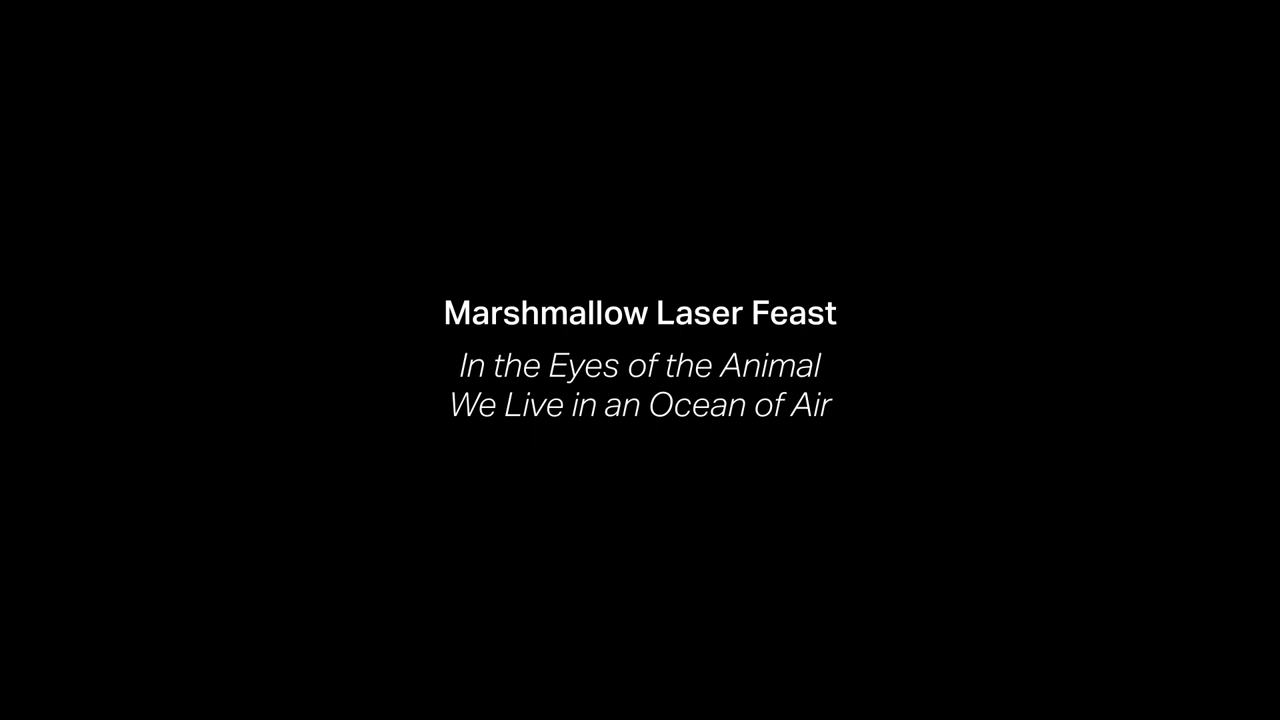 Marshmallow Laser Feast
In the Eyes of the Animal
We Live in an Ocean of Air